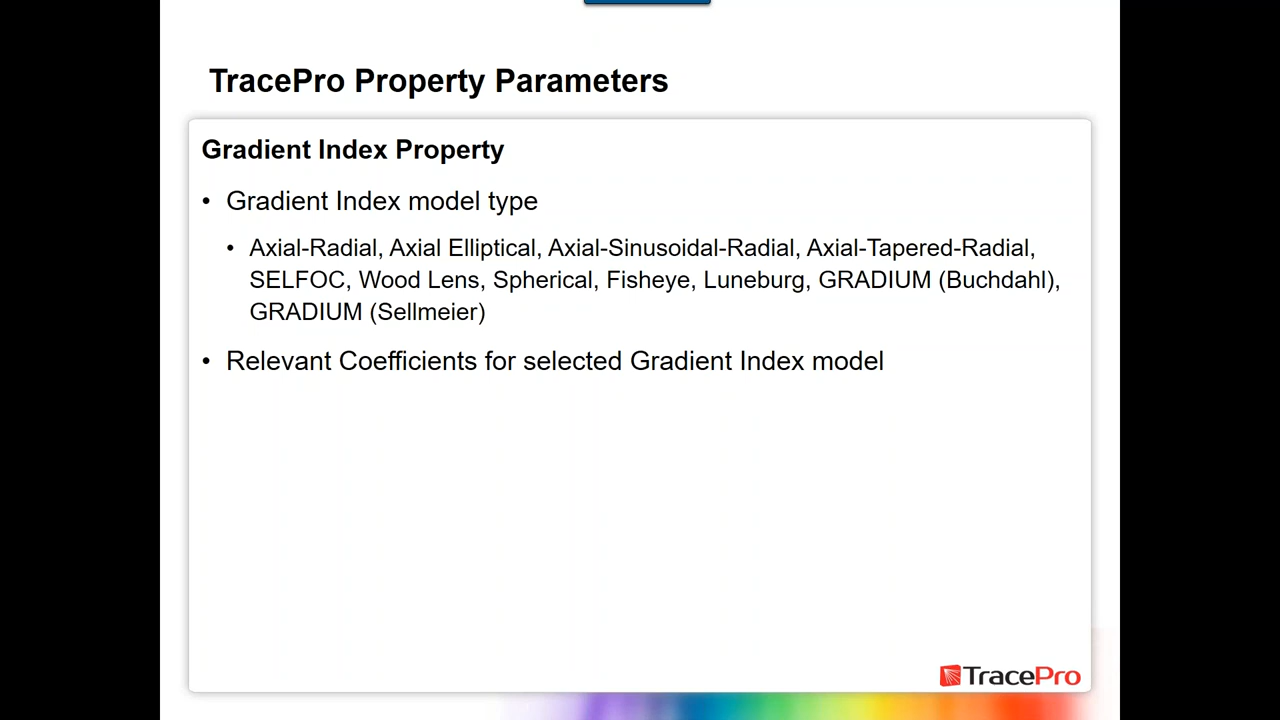 TracePro Property Parameters
Gradient Index Property
• Gradient Index model type
• Axial-Radial, Axial Elliptical, Axial-Sinusoidal-Radial, Axial-Tapered-Radial,
SELFOC, Wood Lens, Spherical, Fisheye, Luneburg, GRADIUM (Buchdahl),
GRADIUM (Sellmeier)
• Relevant Coefficients for selected Gradient Index model
TracePro